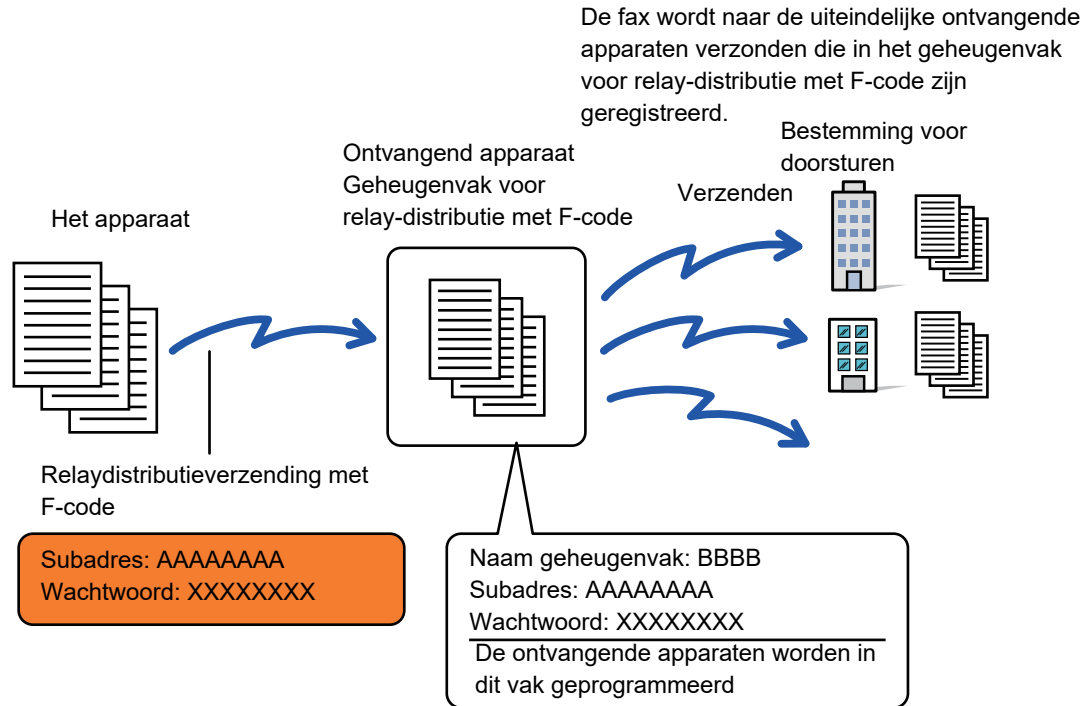 De fax wordt naar de uiteindelijke ontvangende
apparaten verzonden die in het geheugenvak
voor relay-distributie met F-code zijn
geregistreerd.
Bestemming voor
doorsturen
Ontvangend apparaat
Geheugenvak voor
relay-distributie met F-code
Verzenden
Het apparaat
Relaydistributieverzending met
F-code
Subadres: AAAAAAAA
Wachtwoord: XXXXXXXX
Naam geheugenvak: BBBB
Subadres: AAAAAAAA
Wachtwoord: XXXXXXXX
De ontvangende apparaten worden in
dit vak geprogrammeerd